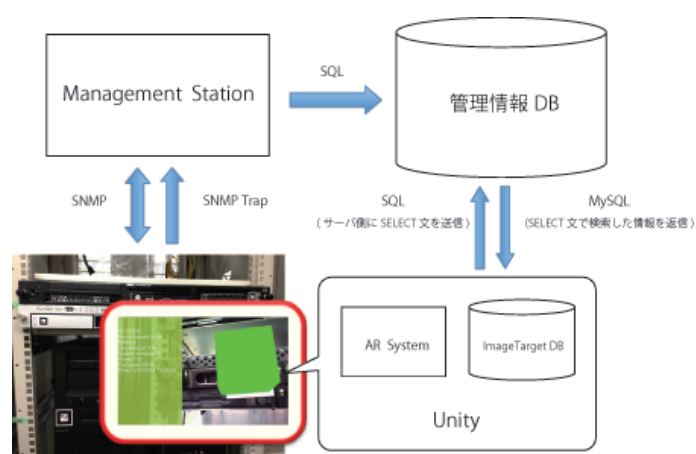 Management Station
SQL
管理情報 DB
SNMP
SNMP Trap
SQL
( サーバ側に SELECT 文を送信 )
MySQL
(SELECT 文で検索した情報を返信 )
AR System
ImageTarget DB
Unity